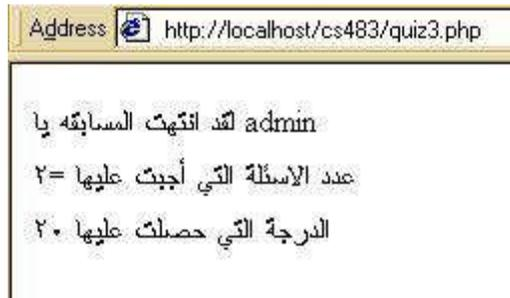 Address http://localhost/cs483/quiz3.php
لقد انتهت المسابقه يا admin
عدد الاسئلة التي أجبت عليها =٢
الدرجة التي حصلت عليها ٢٠